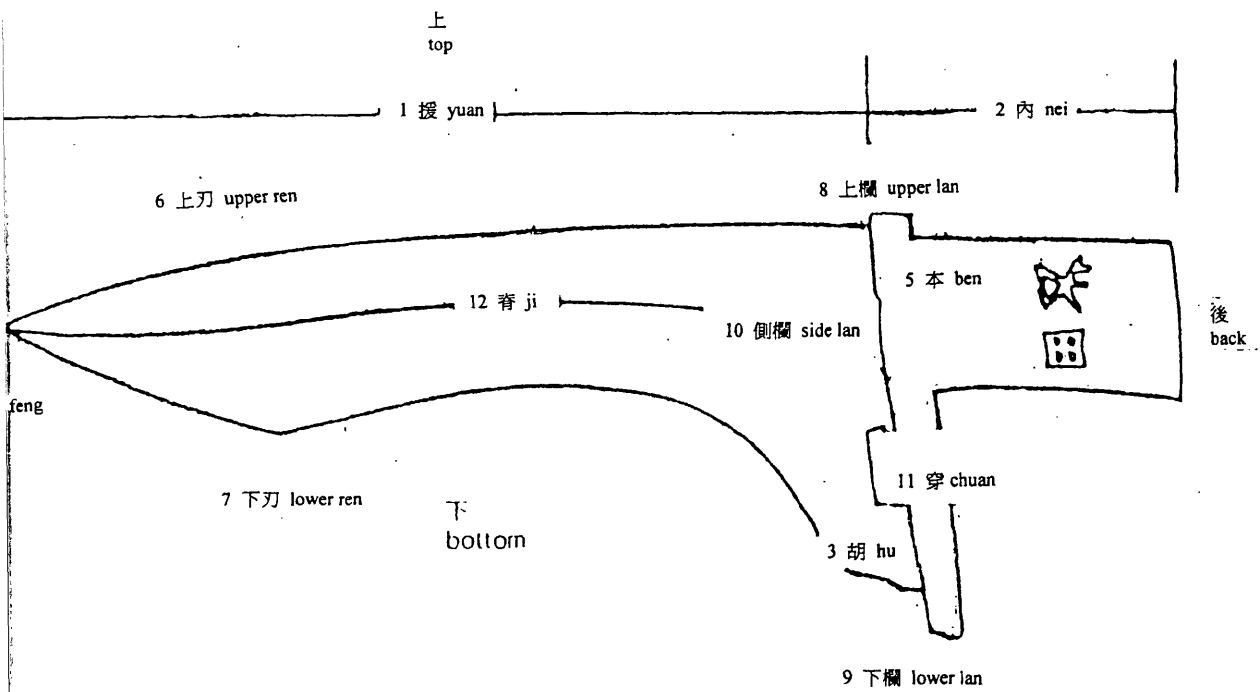 上
top
1 援 yuan
2 內 nei
6 上刃 upper ren
8 上欄 upper lan
5 本 ben
12 脊 ji
10 側欄 side lan
後
back
feng
11 穿 chuan
7 下刃 lower ren
下
bottom
3 胡 hu
9 下欄 lower lan